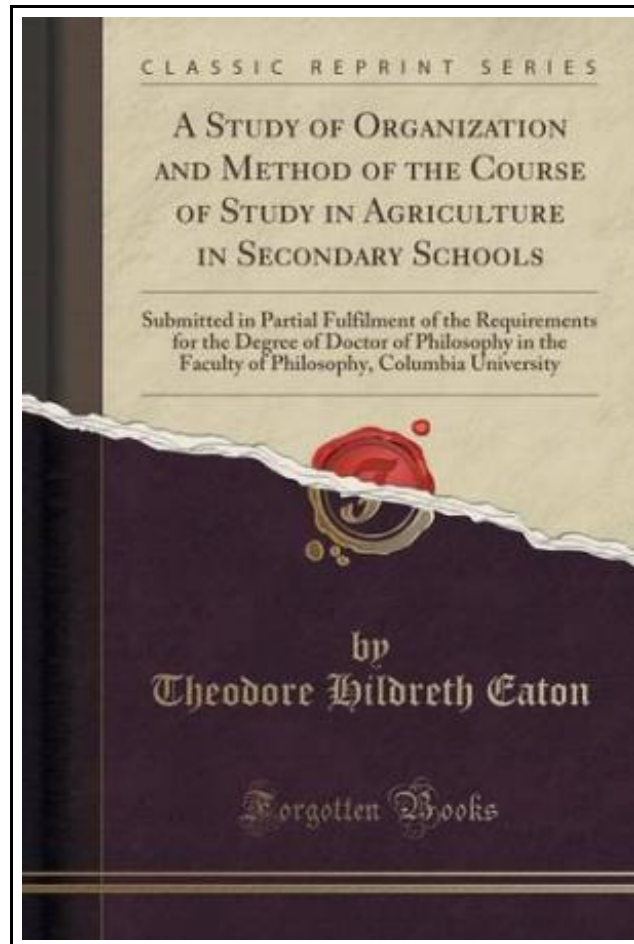 CLASSIC REPRINT SERIES
A STUDY OF ORGANIZATION
AND METHOD OF THE COURSE
OF STUDY IN AGRICULTURE
IN SECONDARY SCHOOLS
Submitted in Partial Fulfilment of the Requirements
for the Degree of Doctor of Philosophy in the
Faculty of Philosophy, Columbia University
by
Theodore Hildreth Eaton
Forgotten Books